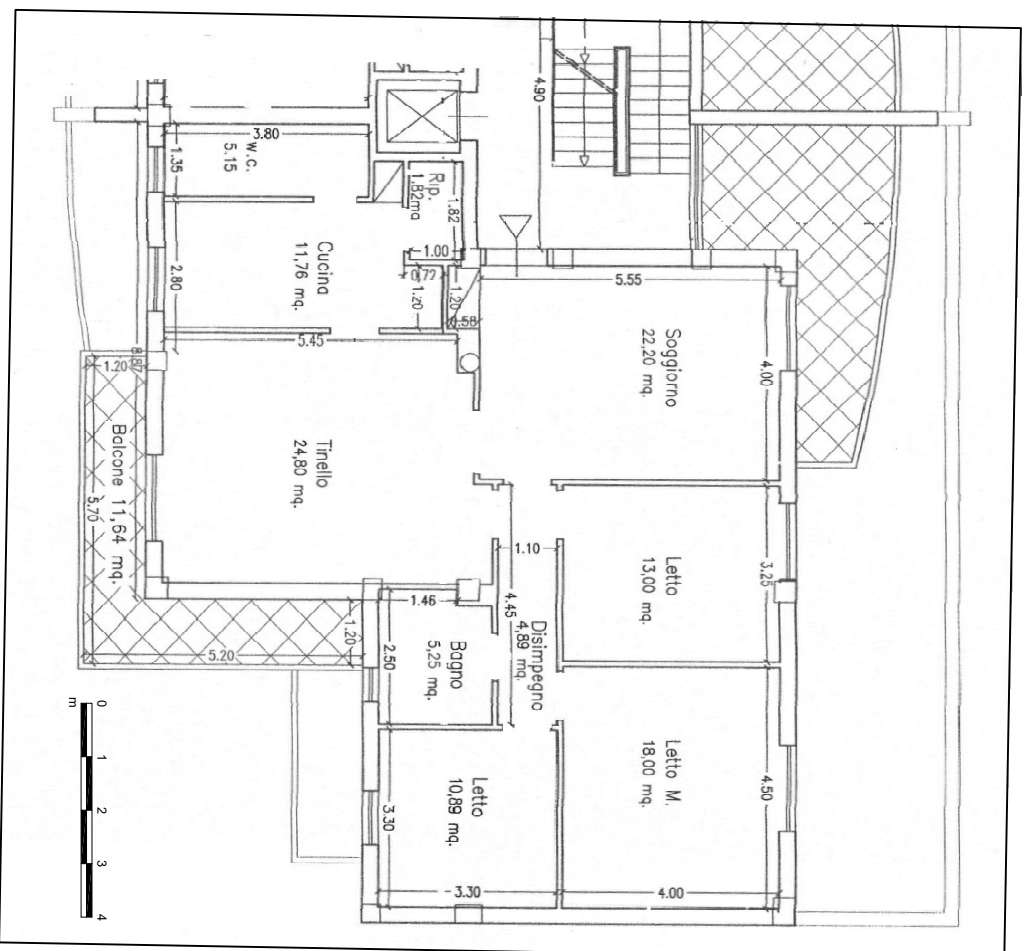 3.80
w.c.
5.15
1.35
Rip.
1.82mq
1.82
1.00
4.90
Cucina
11,76 mq.
2.80
0.72
1.20
1.20
0.58
5.55
5.45
Soggiorno
22,20 mq.
4.00
8.87
1.20
Balcone 11,64 mq.
5.70
Tinello
24,80 mq.
1.10
4.45
Letto
13,00 mq.
3.25
1.46
1.20
5.20
2.50
Bagno
5,25 mq.
Disimpegno
4,89 mq.
Letto
10,89 mq.
3.30
3.30
Letto M.
18,00 mq.
4.50
4.00
0
m
1
2
3
4